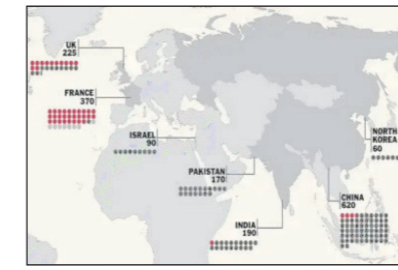 UK
225
FRANCE
370
ISRAEL
90
PAKISTAN
170
INDIA
190
NORTH
KOREA
60
CHINA
620